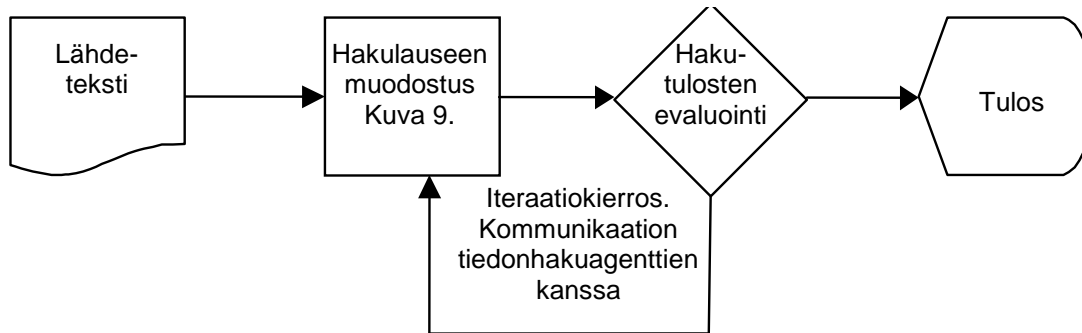 Lähde-
teksti
Hakulauseen
muodostus
Kuva 9.
Haku-
tulosten
evaluointi
Tulos
Iteraatiokierros.
Kommunikaation
tiedonhakuagenttien
kanssa